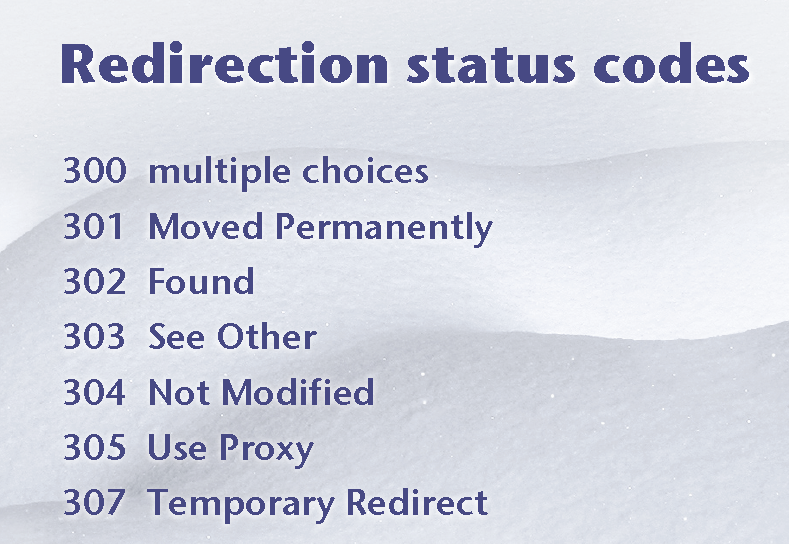 Redirection status codes
300 multiple choices
301 Moved Permanently
302 Found
303 See Other
304 Not Modified
305 Use Proxy
307 Temporary Redirect